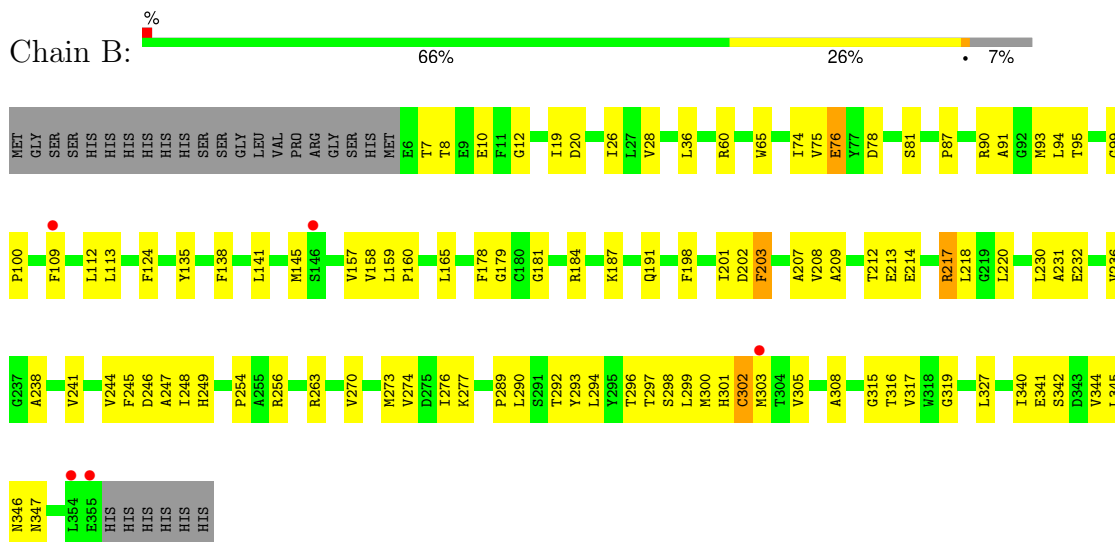 %
Chain B:
66% 26% • 7%
MET GLY SER SER HIS HIS HIS HIS HIS HIS SER SER GLY LEU VAL PRO ARG GLY SER HIS MET E6 T7 T8 E9 E10 F11 G12 I19 D20 I26 L27 V28 L36 R60 W65 I74 V75 E76 Y77 D78 S81 P87 R90 A91 G92 M93 L94 T95
P100 F109 L112 L113 F124 Y135 F138 L141 M145 S146 V157 V158 L159 P160 L165 F178 G179 C180 G181 R184 K187 Q191 F198 I201 D202 F203 A207 V208 A209 T212 E213 E214 R217 L218 G219 L220 L230 A231 E232 V236
G237 A238 V241 V244 F245 D246 A247 I248 H249 P254 A255 R256 R263 V270 M273 V274 D275 I276 K277 P289 L290 S291 T292 Y293 L294 Y295 T296 T297 S298 L299 M300 H301 C302 M303 T304 V305 A308 G315 T316 V317 W318 G319 L327 I340 E341 S342 D343 V344 L345
N346 N347 L354 E355 HIS HIS HIS HIS HIS HIS